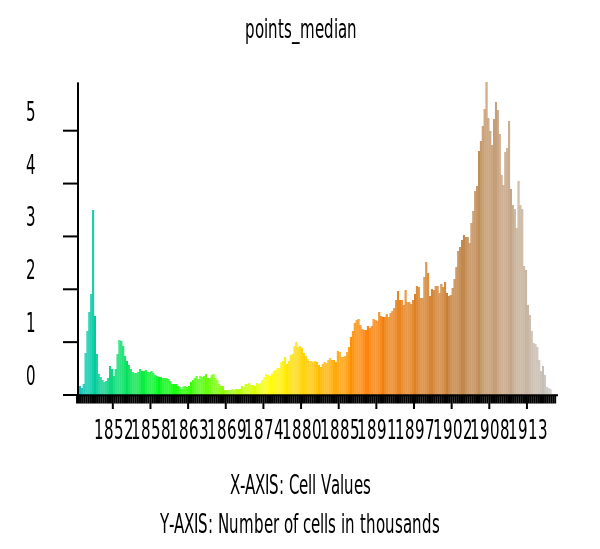 points_median
5
4
3
2
1
0
1852 1858 1863 1869 1874 1880 1885 1891 1897 1902 1908 1913
X-AXIS: Cell Values
Y-AXIS: Number of cells in thousands